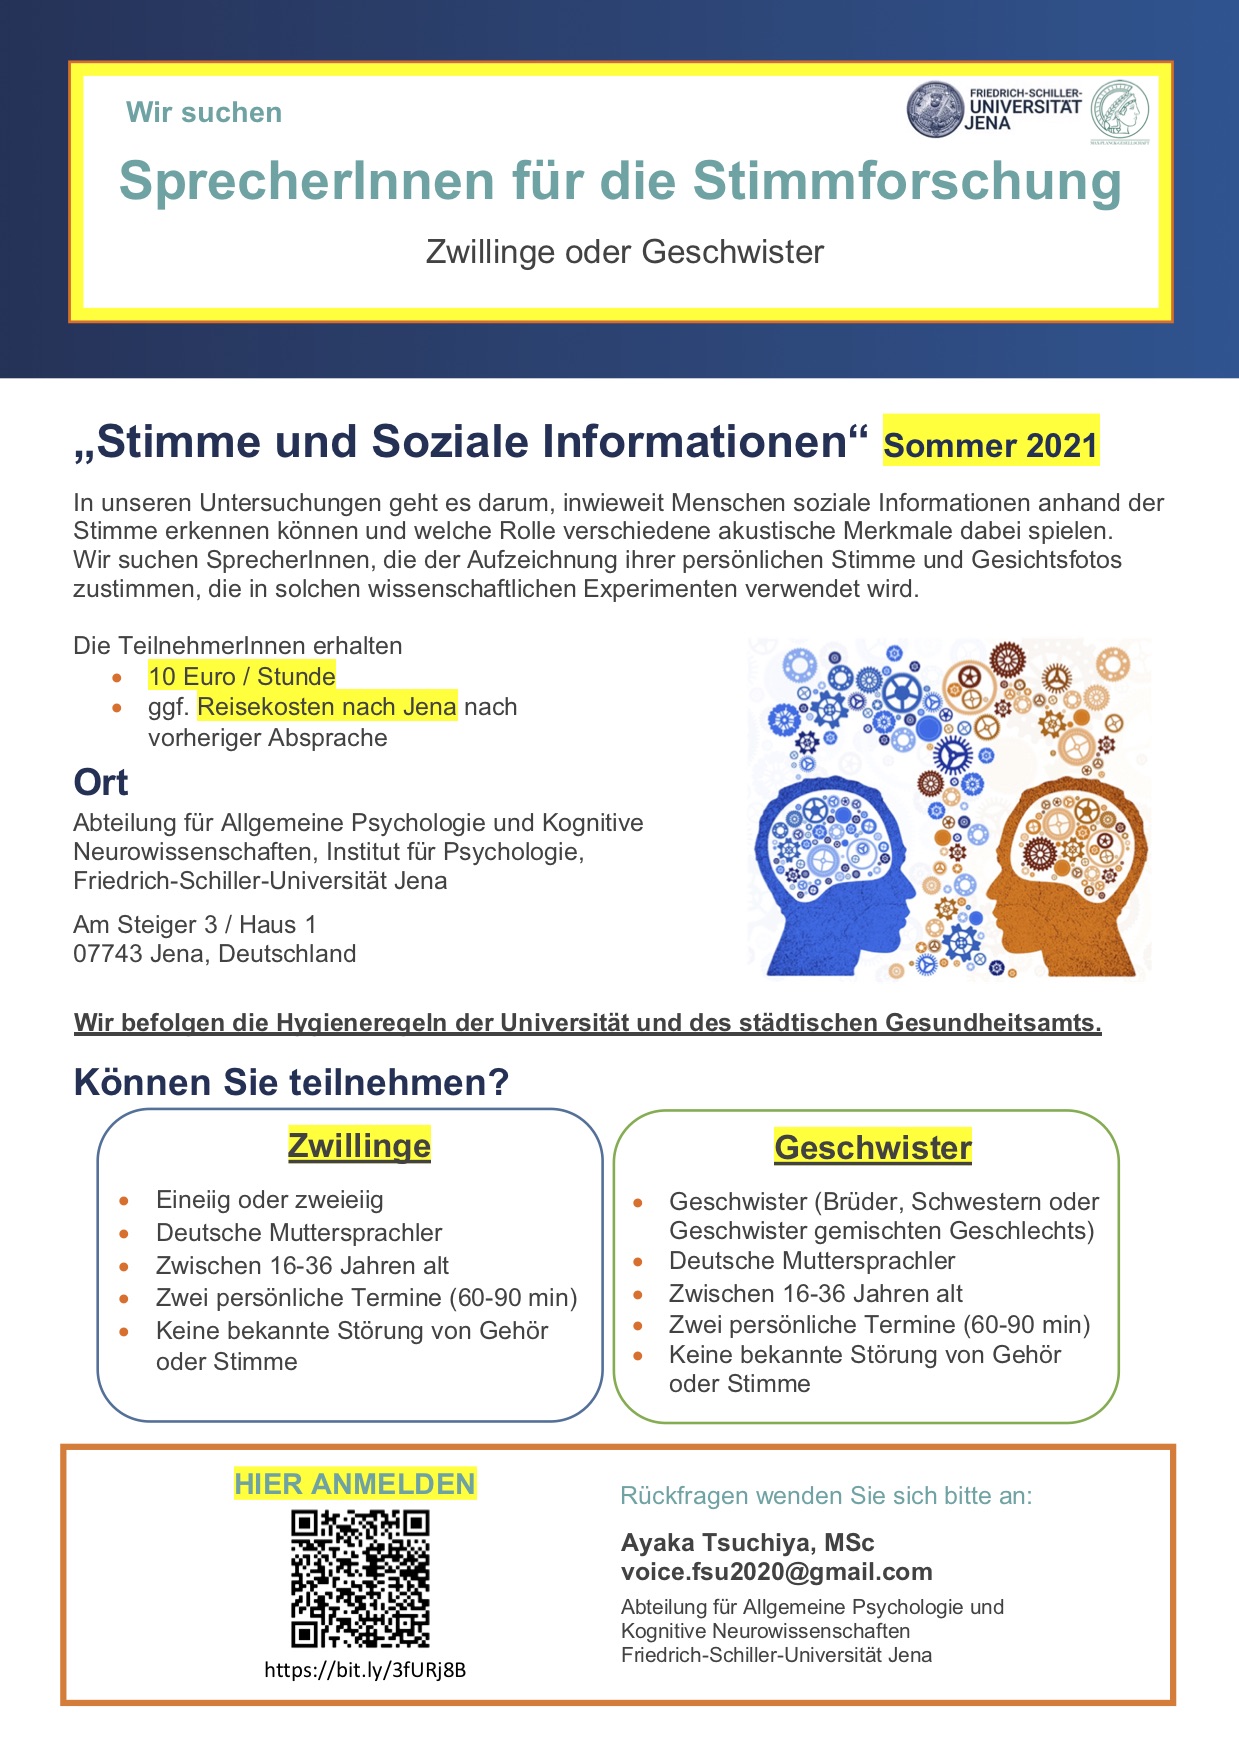 Wir suchen
FRIEDRICH-SCHILLER-
UNIVERSITÄT
JENA
MAX-PLANCK-GESELLSCHAFT
SprecherInnen für die Stimmforschung
Zwillinge oder Geschwister
„Stimme und Soziale Informationen“ Sommer 2021
In unseren Untersuchungen geht es darum, inwieweit Menschen soziale Informationen anhand der
Stimme erkennen können und welche Rolle verschiedene akustische Merkmale dabei spielen.
Wir suchen SprecherInnen, die der Aufzeichnung ihrer persönlichen Stimme und Gesichtsfotos
zustimmen, die in solchen wissenschaftlichen Experimenten verwendet wird.
Die TeilnehmerInnen erhalten
• 10 Euro / Stunde
• ggf. Reisekosten nach Jena nach
vorheriger Absprache
Ort
Abteilung für Allgemeine Psychologie und Kognitive
Neurowissenschaften, Institut für Psychologie,
Friedrich-Schiller-Universität Jena
Am Steiger 3 / Haus 1
07743 Jena, Deutschland
Wir befolgen die Hygieneregeln der Universität und des städtischen Gesundheitsamts.
Können Sie teilnehmen?
Zwillinge
• Eineiig oder zweieiig
• Deutsche Muttersprachler
• Zwischen 16-36 Jahren alt
• Zwei persönliche Termine (60-90 min)
• Keine bekannte Störung von Gehör
oder Stimme
Geschwister
• Geschwister (Brüder, Schwestern oder
Geschwister gemischten Geschlechts)
• Deutsche Muttersprachler
• Zwischen 16-36 Jahren alt
• Zwei persönliche Termine (60-90 min)
• Keine bekannte Störung von Gehör
oder Stimme
HIER ANMELDEN
https://bit.ly/3fURj8B
Rückfragen wenden Sie sich bitte an:
Ayaka Tsuchiya, MSc
voice.fsu2020@gmail.com
Abteilung für Allgemeine Psychologie und
Kognitive Neurowissenschaften
Friedrich-Schiller-Universität Jena